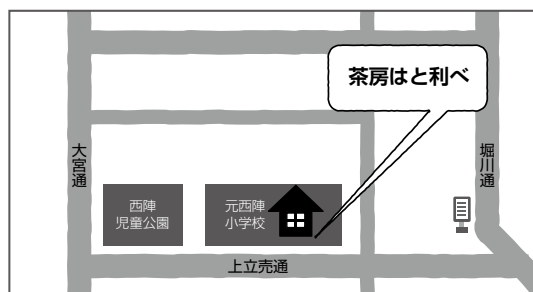 茶房はと利べ
大宮通
堀川通
西陣
児童公園
元西陣
小学校
上立売通